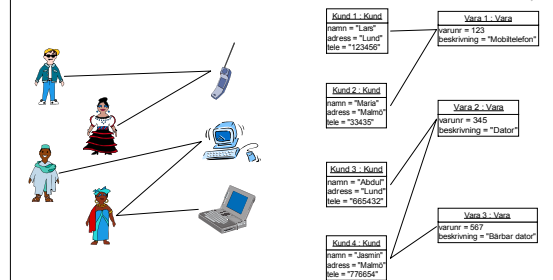 Kund 1 : Kund
namn = "Lars"
adress = "Lund"
tele = "123456"
Vara 1 : Vara
varunr = 123
beskrivning = "Mobiltelefon"
Kund 2 : Kund
namn = "Maria"
adress = "Malmö"
tele = "33435"
Vara 2 : Vara
varunr = 345
beskrivning = "Dator"
Kund 3 : Kund
namn = "Abdul"
adress = "Lund"
tele = "665432"
Vara 3 : Vara
varunr = 567
beskrivning = "Bärbar dator"
Kund 4 : Kund
namn = "Jasmin"
adress = "Malmö"
tele = "776654"